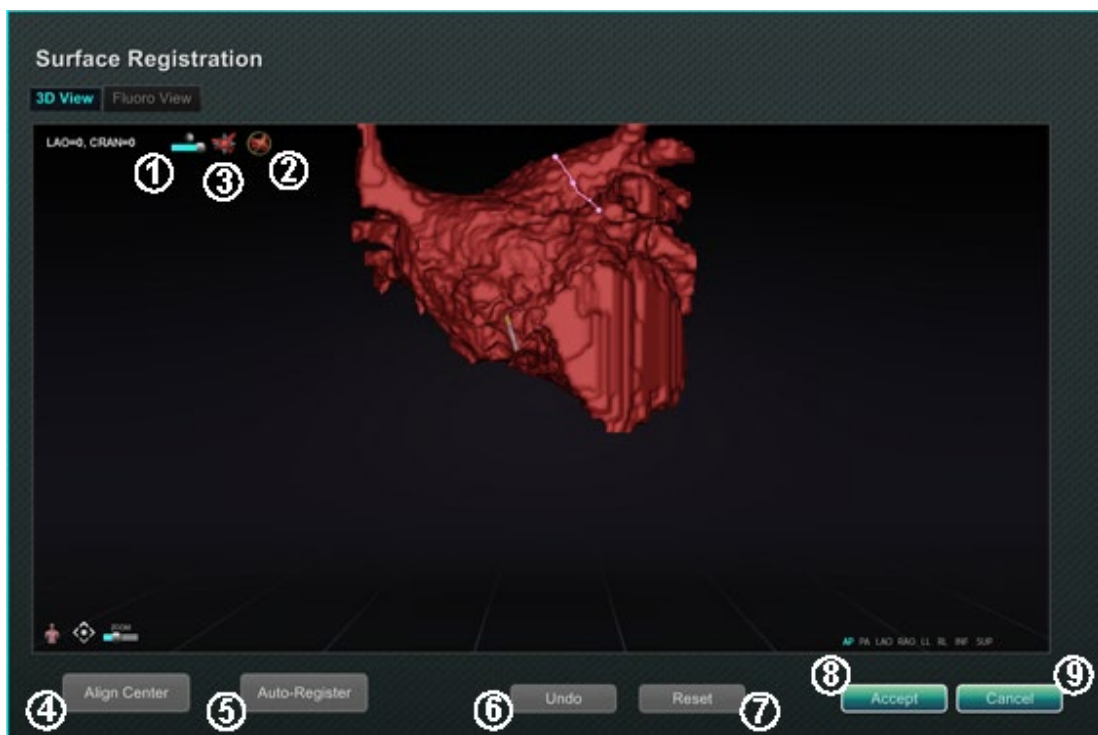 Surface Registration
3D View Fluoro View
LAO=0, CRAN=0
① ③ ②
ZOOM
AP PA LAO RAO LL RL INF SUP
④ Align Center ⑤ Auto-Register ⑥ Undo Reset ⑦ ⑧ Accept Cancel ⑨